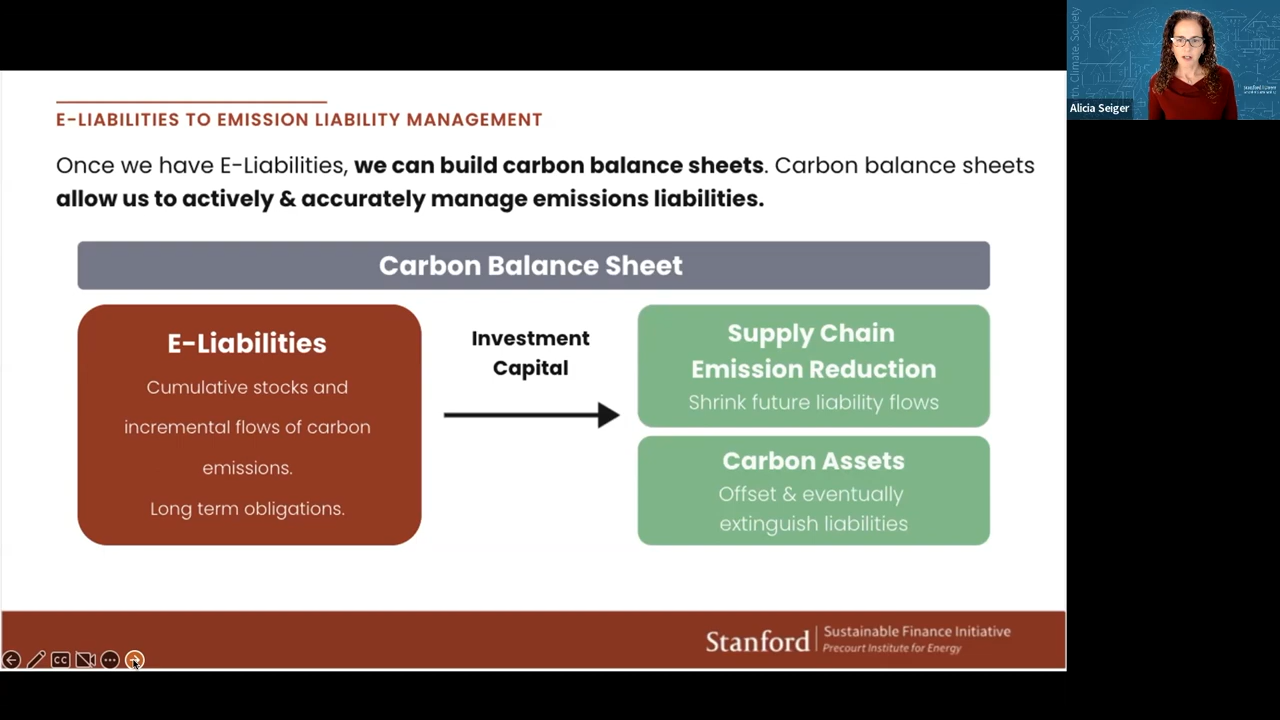 E-LIABILITIES TO EMISSION LIABILITY MANAGEMENT
Once we have E-Liabilities, we can build carbon balance sheets. Carbon balance sheets
allow us to actively & accurately manage emissions liabilities.
Carbon Balance Sheet
E-Liabilities
Cumulative stocks and
incremental flows of carbon
emissions.
Long term obligations.
Investment
Capital
Supply Chain
Emission Reduction
Shrink future liability flows
Carbon Assets
Offset & eventually
extinguish liabilities
Stanford
Sustainable Finance Initiative
Precourt Institute for Energy
CC
Climate. Society
Alicia Seiger